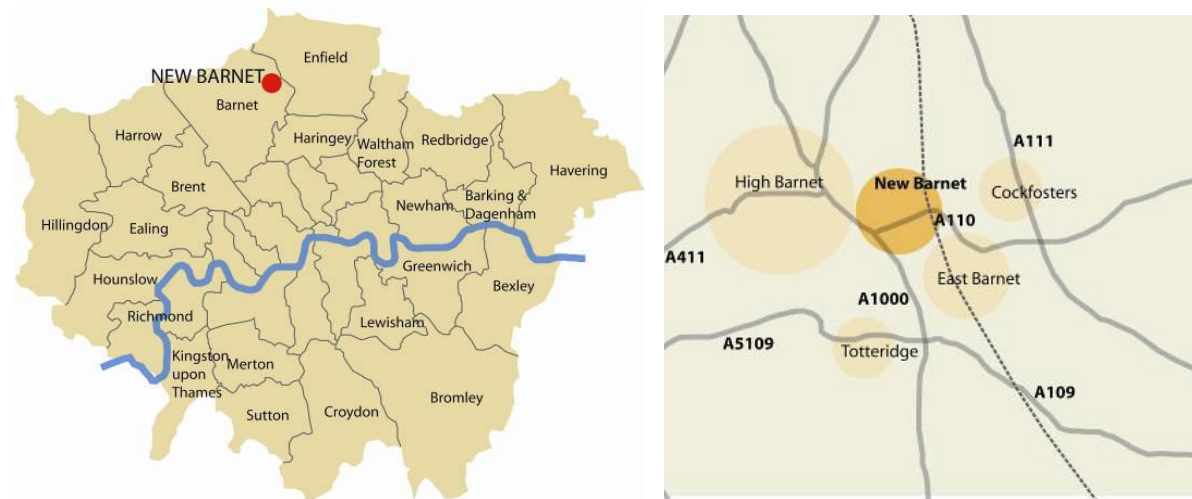 Enfield
NEW BARNET
Barnet
Harrow
Haringey
Waltham
Forest
Redbridge
Havering
Brent
Barking &
Dagenham
Newham
Hillingdon
Ealing
Hounslow
Greenwich
Bexley
Richmond
Lewisham
Kingston
upon
Thames
Merton
Bromley
Sutton
Croydon
A111
High Barnet
New Barnet
Cockfosters
A110
A411
East Barnet
A1000
A5109
Totteridge
A109